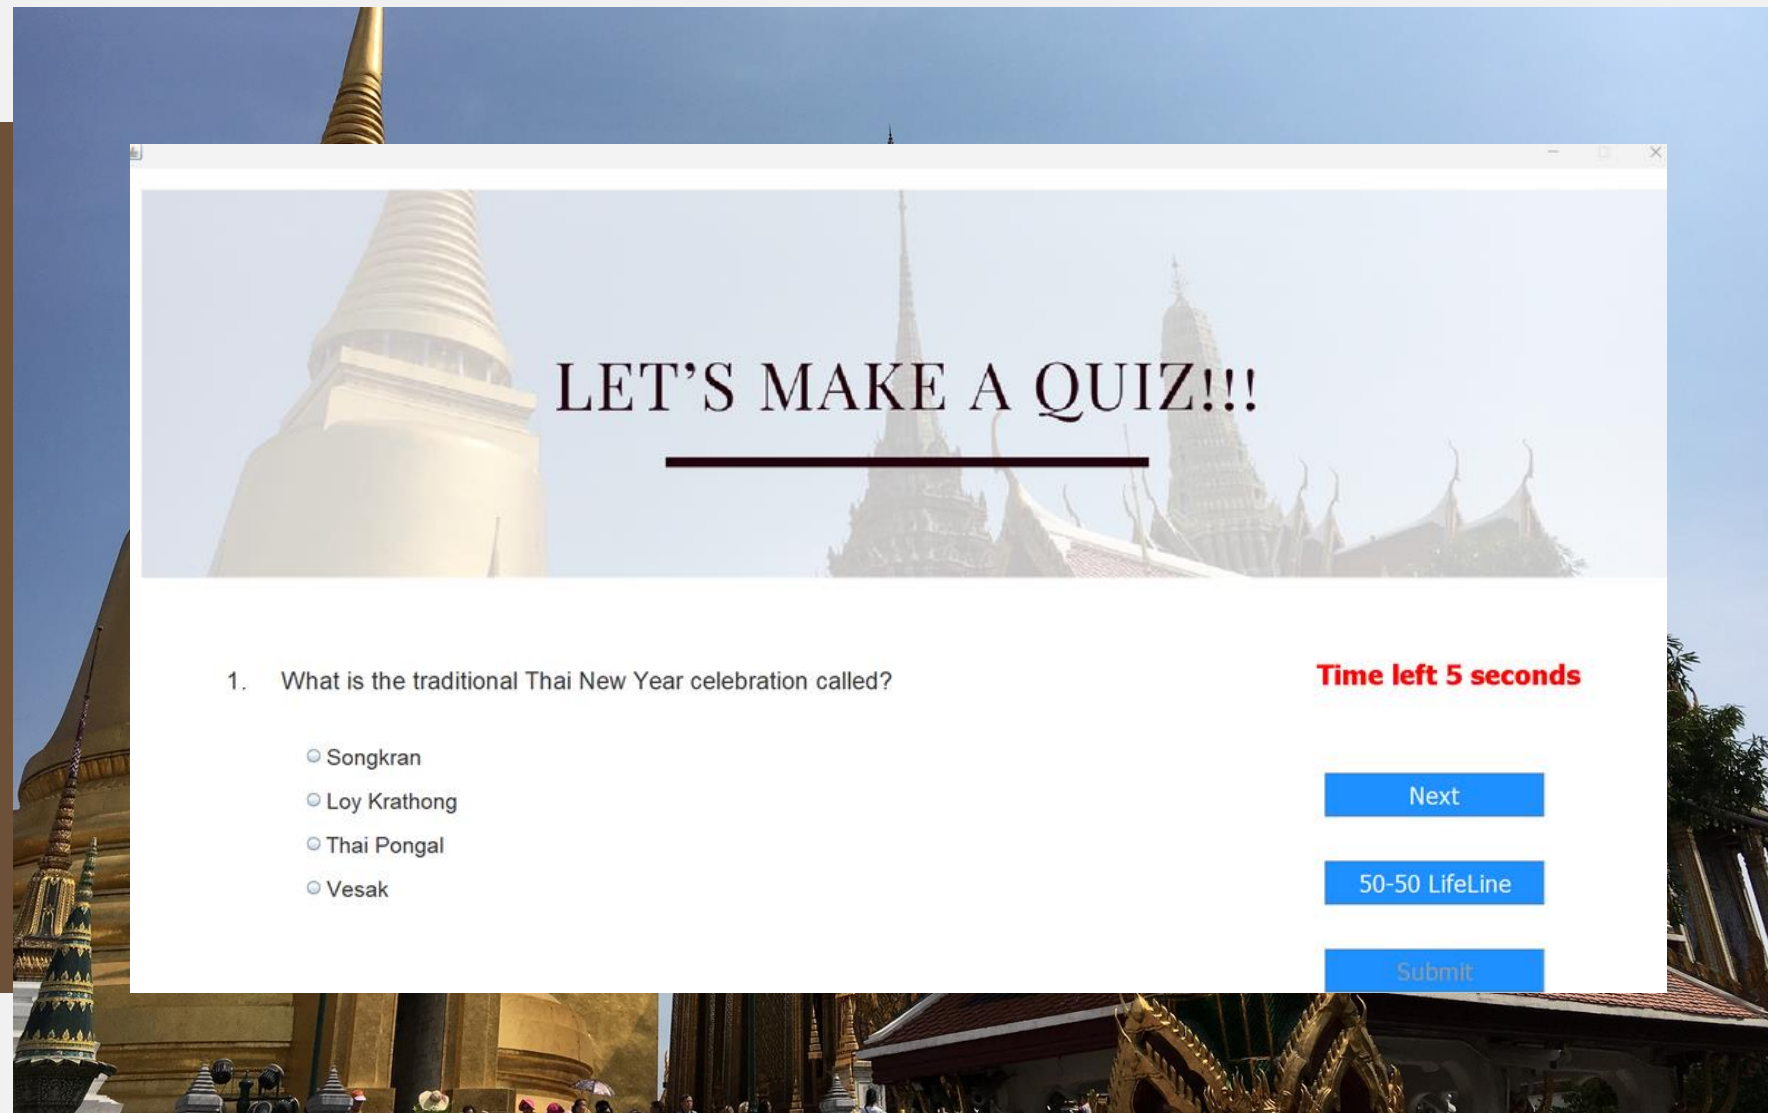 LET’S MAKE A QUIZ!!!
1. What is the traditional Thai New Year celebration called?
Time left 5 seconds
Songkran
Loy Krathong
Thai Pongal
Vesak
Next
50-50 LifeLine
Submit